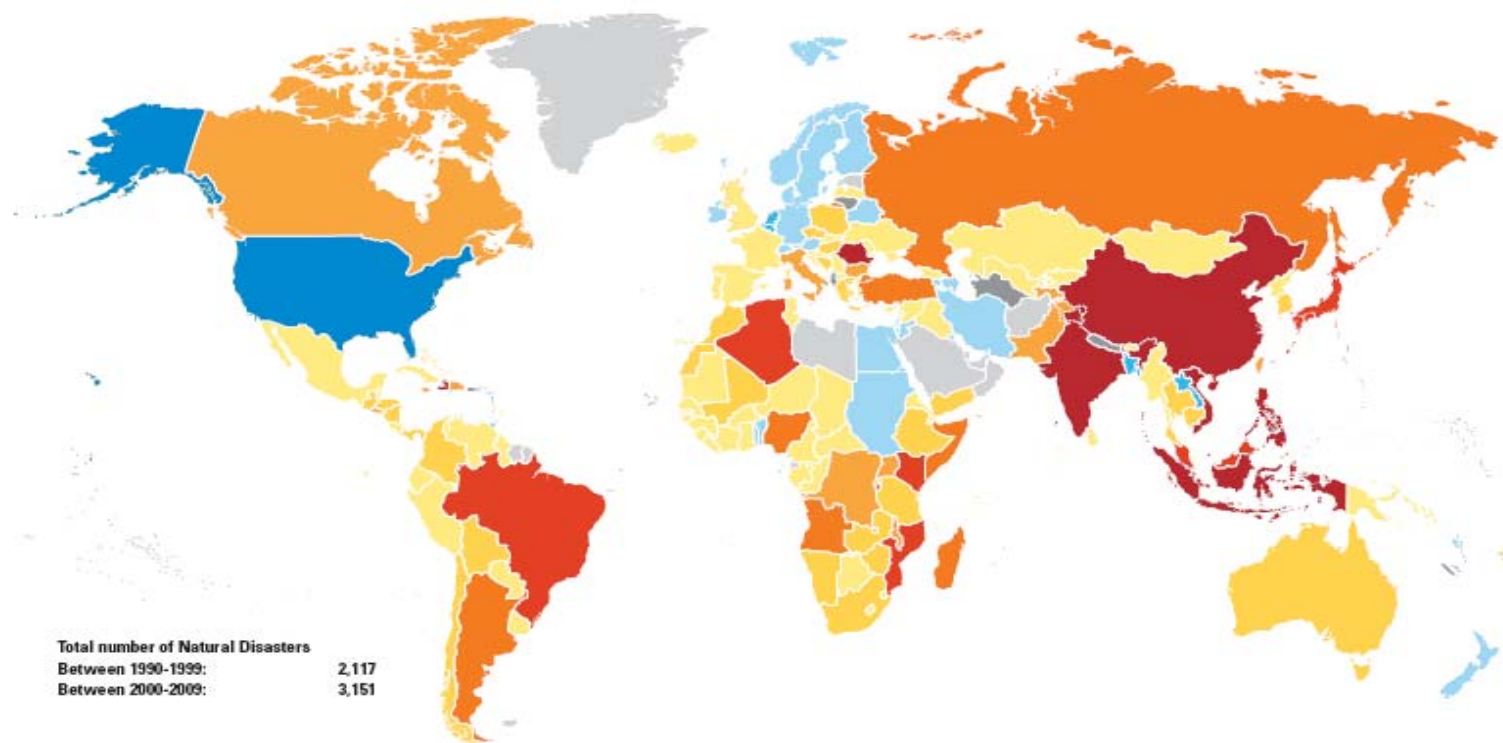 Total number of Natural Disasters
Between 1990-1999: 2,117
Between 2000-2009: 3,151